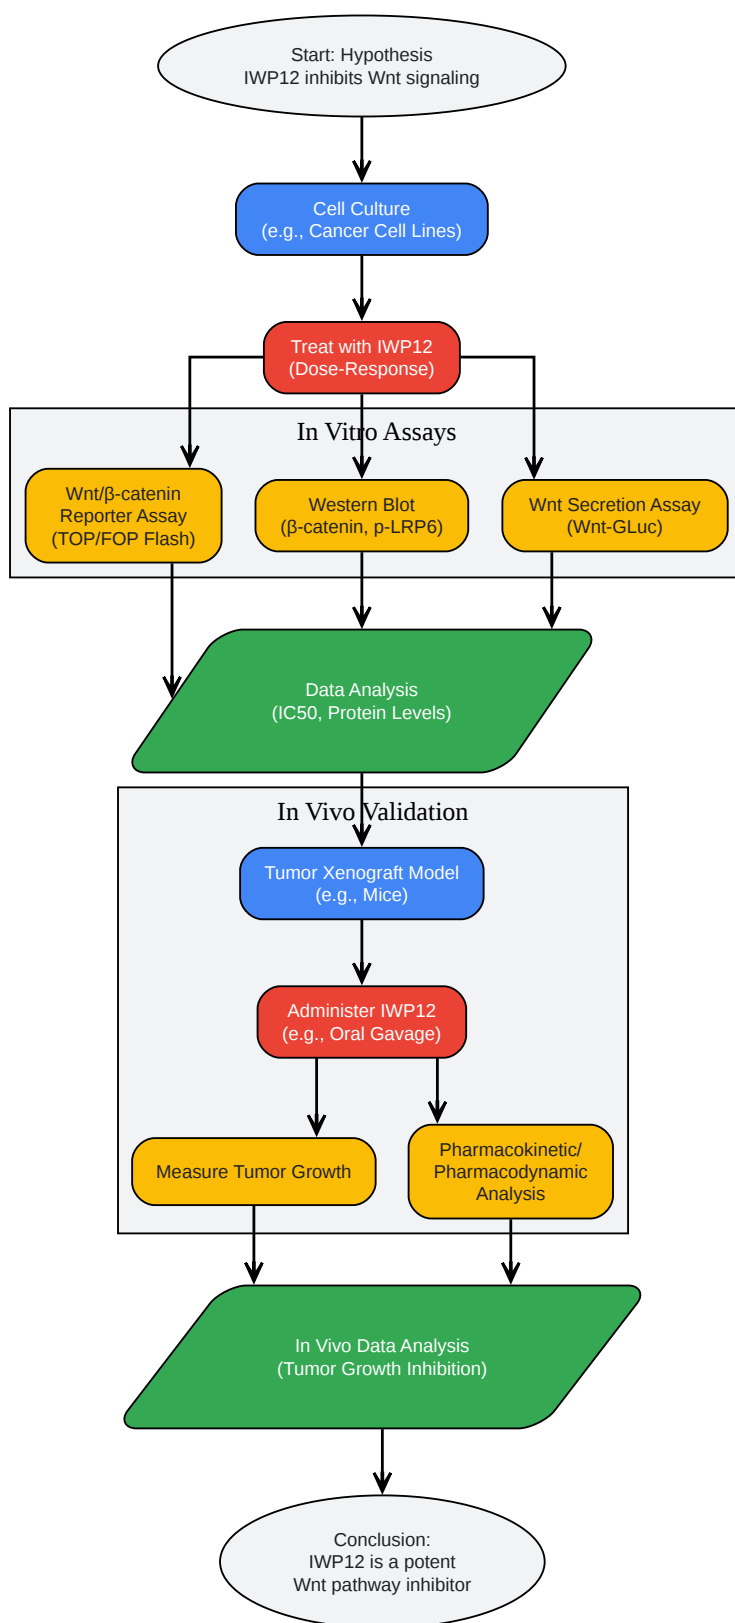 Start: Hypothesis
IWP12 inhibits Wnt signaling
Cell Culture
(e.g., Cancer Cell Lines)
Treat with IWP12
(Dose-Response)
In Vitro Assays
Wnt/β-catenin
Reporter Assay
(TOP/FOP Flash)
Western Blot
(β-catenin, p-LRP6)
Wnt Secretion Assay
(Wnt-GLuc)
Data Analysis
(IC50, Protein Levels)
In Vivo Validation
Tumor Xenograft Model
(e.g., Mice)
Administer IWP12
(e.g., Oral Gavage)
Measure Tumor Growth
Pharmacokinetic/
Pharmacodynamic
Analysis
In Vivo Data Analysis
(Tumor Growth Inhibition)
Conclusion:
IWP12 is a potent
Wnt pathway inhibitor